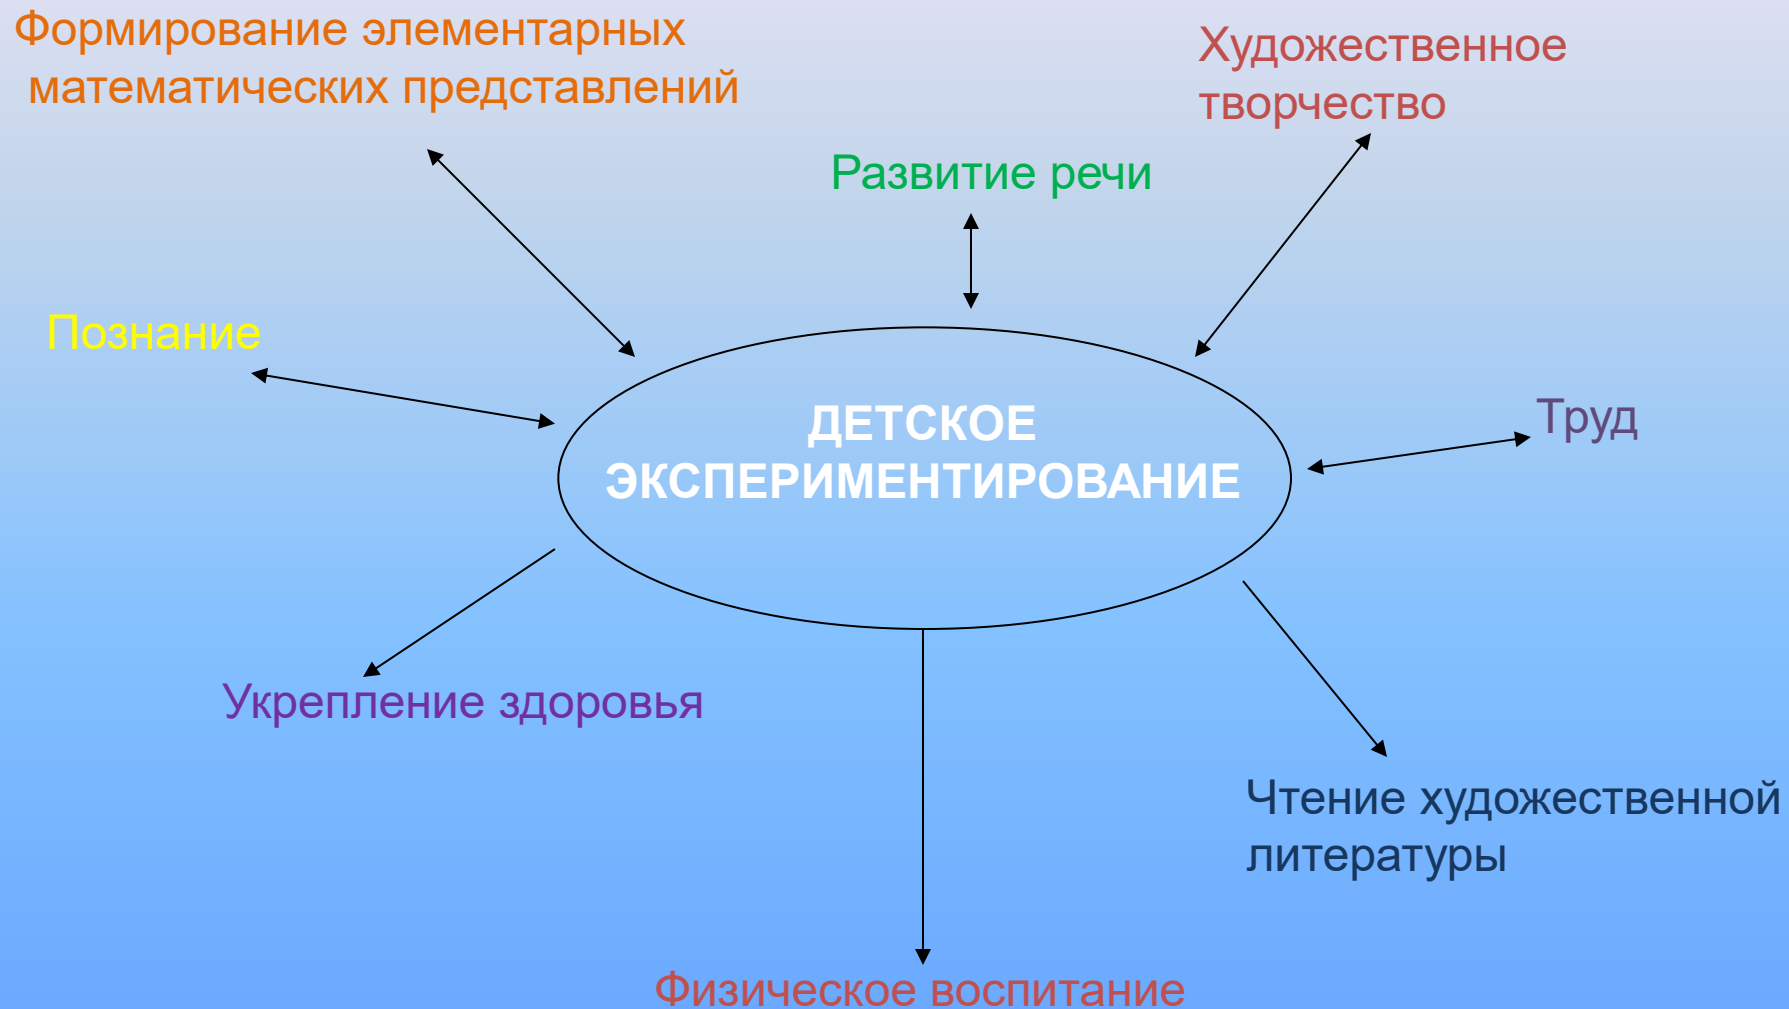 Формирование элементарных
математических представлений
Художественное
творчество
Развитие речи
Познание
ДЕТСКОЕ
ЭКСПЕРИМЕНТИРОВАНИЕ
Труд
Укрепление здоровья
Чтение художественной
литературы
Физическое воспитание